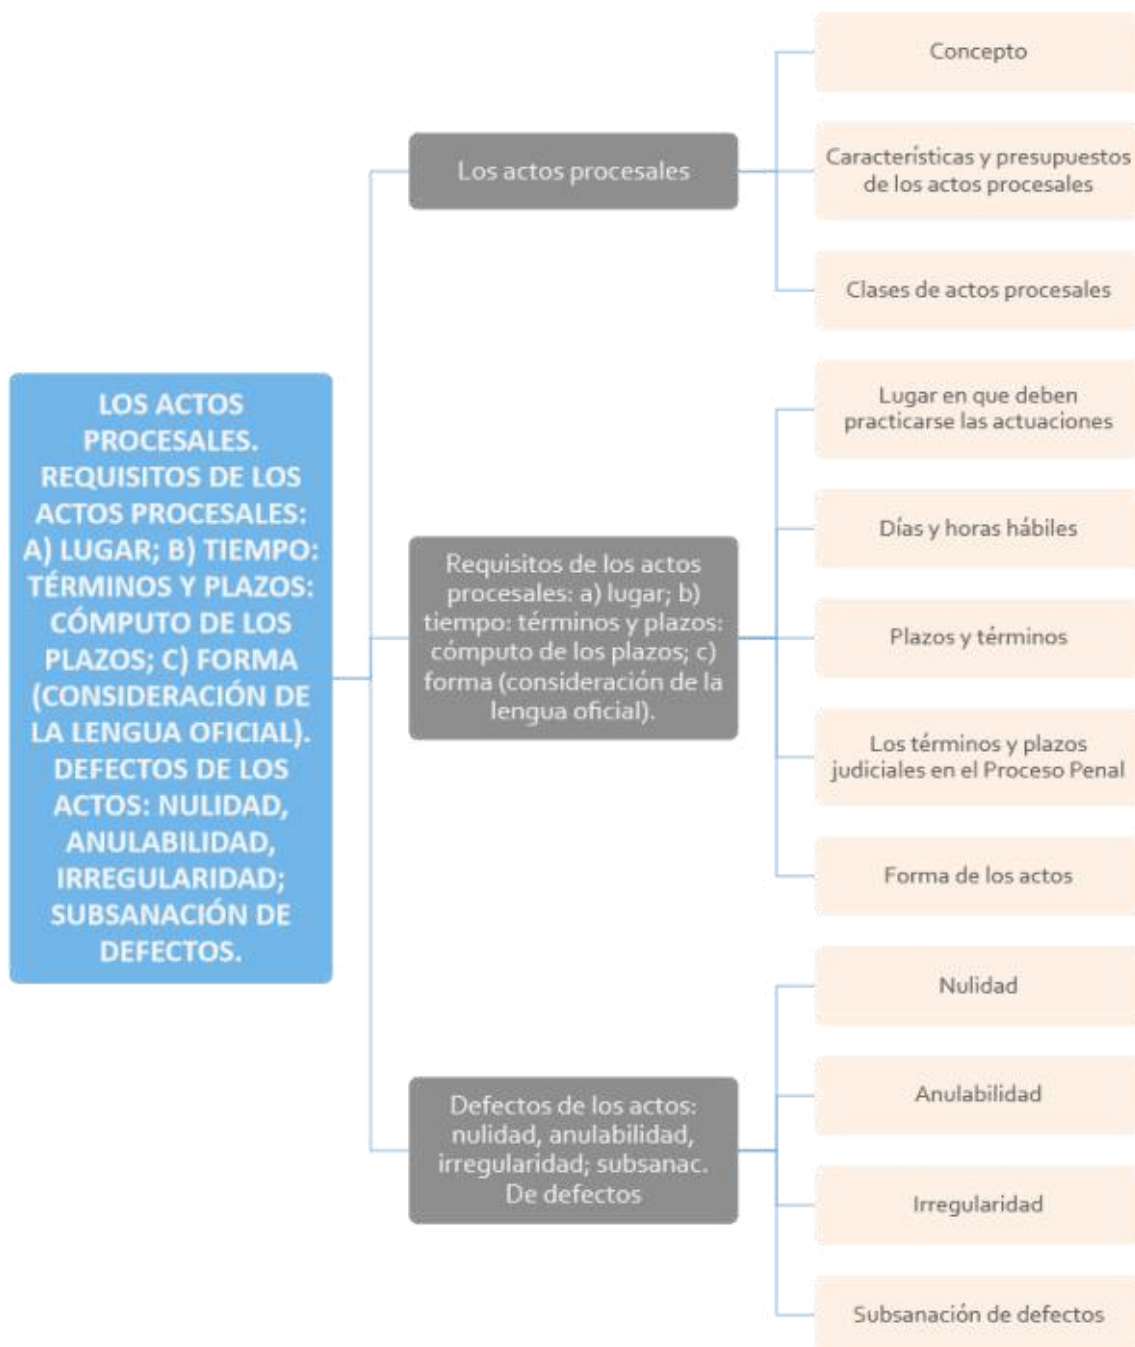 LOS ACTOS
PROCESALES.
REQUISITOS DE LOS
ACTOS PROCESALES:
A) LUGAR; B) TIEMPO:
TÉRMINOS Y PLAZOS:
CÓMPUTO DE LOS
PLAZOS; C) FORMA
(CONSIDERACIÓN DE
LA LENGUA OFICIAL).
DEFECTOS DE LOS
ACTOS: NULIDAD,
ANULABILIDAD,
IRREGULARIDAD;
SUBSANACIÓN DE
DEFECTOS.
Los actos procesales
Concepto
Características y presupuestos
de los actos procesales
Clases de actos procesales
Requisitos de los actos
procesales: a) lugar; b)
tiempo: términos y plazos:
cómputo de los plazos; c)
forma (consideración de la
lengua oficial).
Lugar en que deben
practicarse las actuaciones
Días y horas hábiles
Plazos y términos
Los términos y plazos
judiciales en el Proceso Penal
Forma de los actos
Defectos de los actos:
nulidad, anulabilidad,
irregularidad; subsanac.
De defectos
Nulidad
Anulabilidad
Irregularidad
Subsanación de defectos